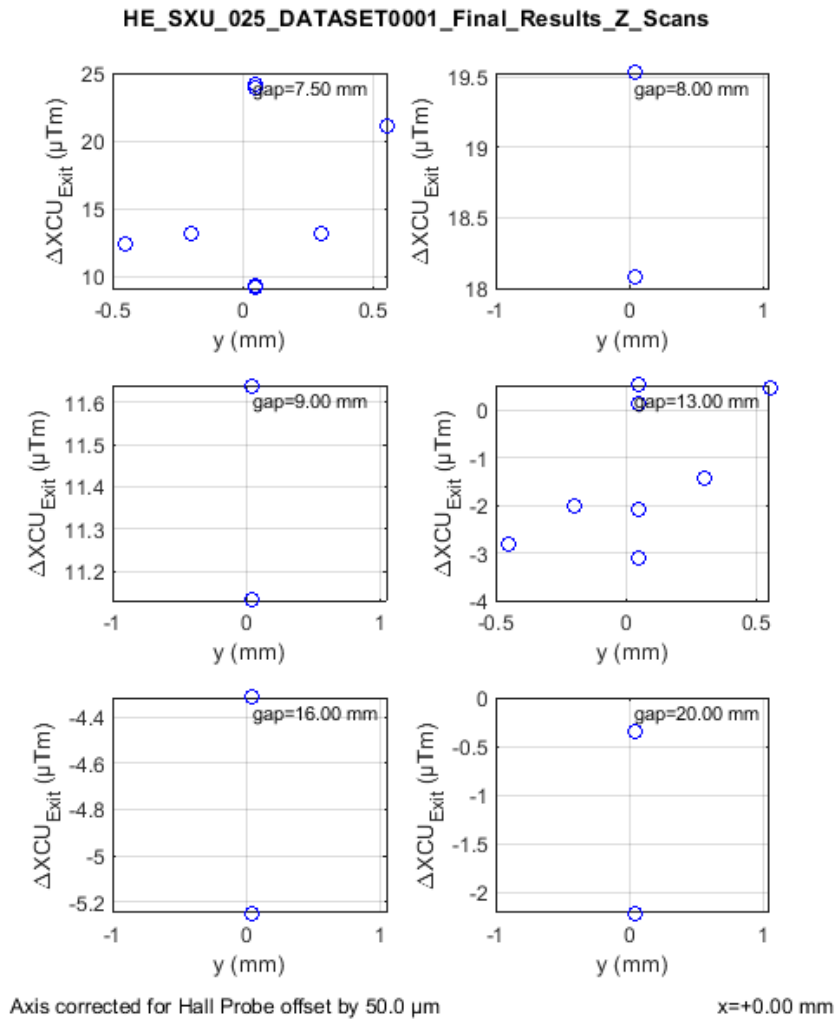 HE_SXU_025_DATASET0001_Final_Results_Z_Scans
25
20
15
10
-0.5
0
0.5
ΔXCU_Exit (µTm)
y (mm)
gap=7.50 mm
19.5
19
18.5
18
-1
0
1
ΔXCU_Exit (µTm)
y (mm)
gap=8.00 mm
11.6
11.5
11.4
11.3
11.2
-1
0
1
ΔXCU_Exit (µTm)
y (mm)
gap=9.00 mm
0
-1
-2
-3
-4
-0.5
0
0.5
ΔXCU_Exit (µTm)
y (mm)
gap=13.00 mm
-4.4
-4.6
-4.8
-5
-5.2
-1
0
1
ΔXCU_Exit (µTm)
y (mm)
gap=16.00 mm
0
-0.5
-1
-1.5
-2
-1
0
1
ΔXCU_Exit (µTm)
y (mm)
gap=20.00 mm
Axis corrected for Hall Probe offset by 50.0 µm
x=+0.00 mm